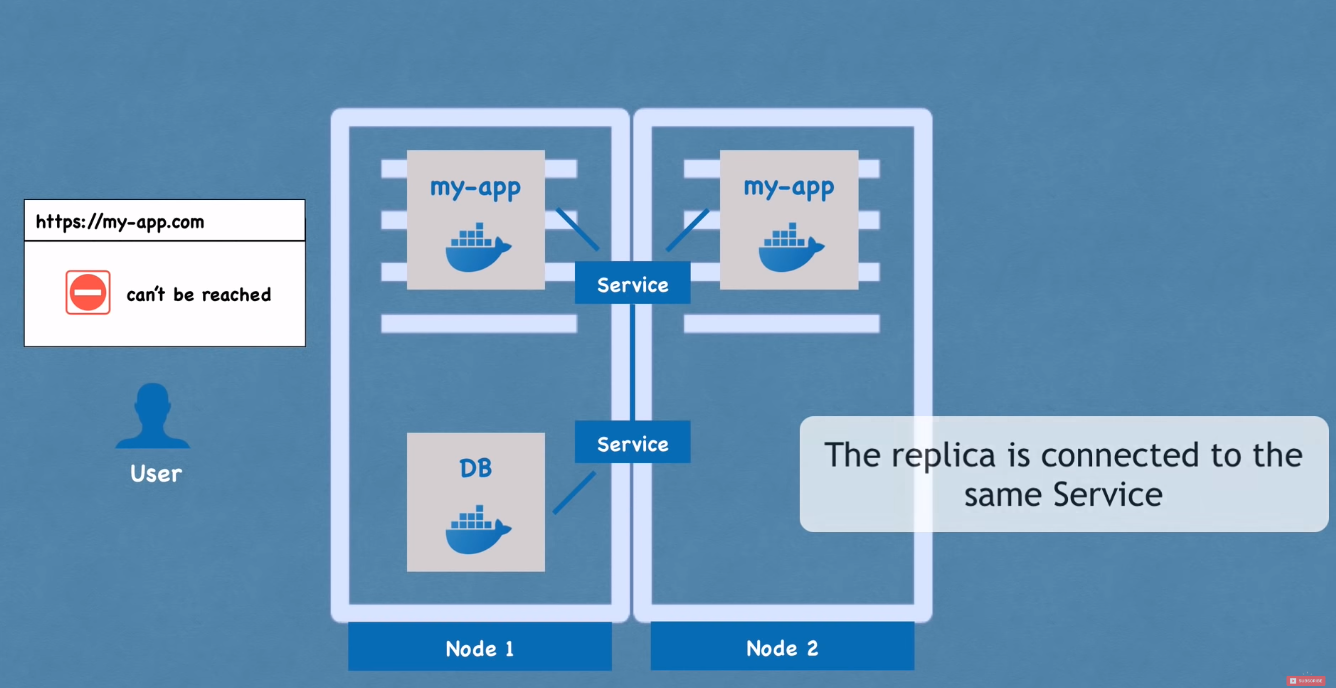 https://my-app.com
can't be reached
User
my-app
my-app
Service
Service
DB
The replica is connected to the
same Service
Node 1
Node 2
SUBSCRIBE